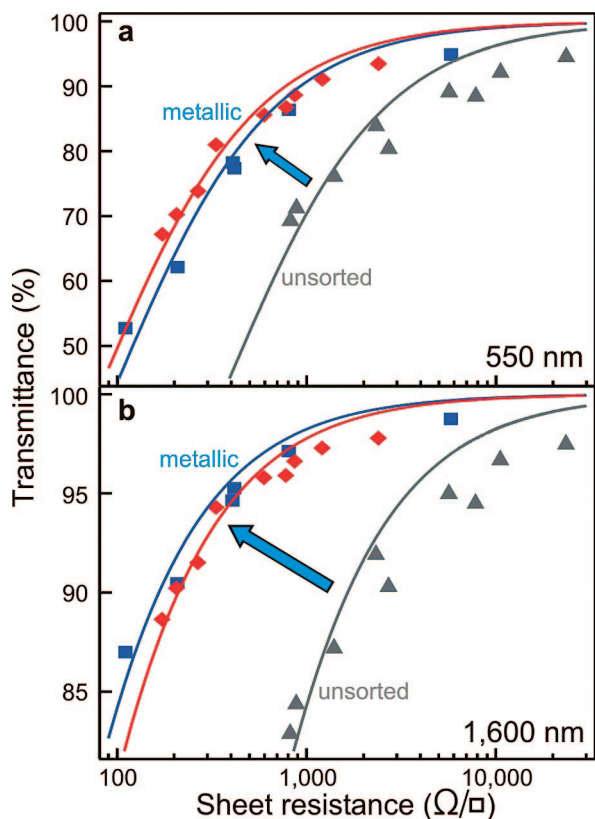 a
100
90
80
70
60
50
metallic
unsorted
550 nm
Transmittance (%)
b
100
95
90
85
metallic
unsorted
1,600 nm
100
1,000
10,000
Sheet resistance (Ω/□)